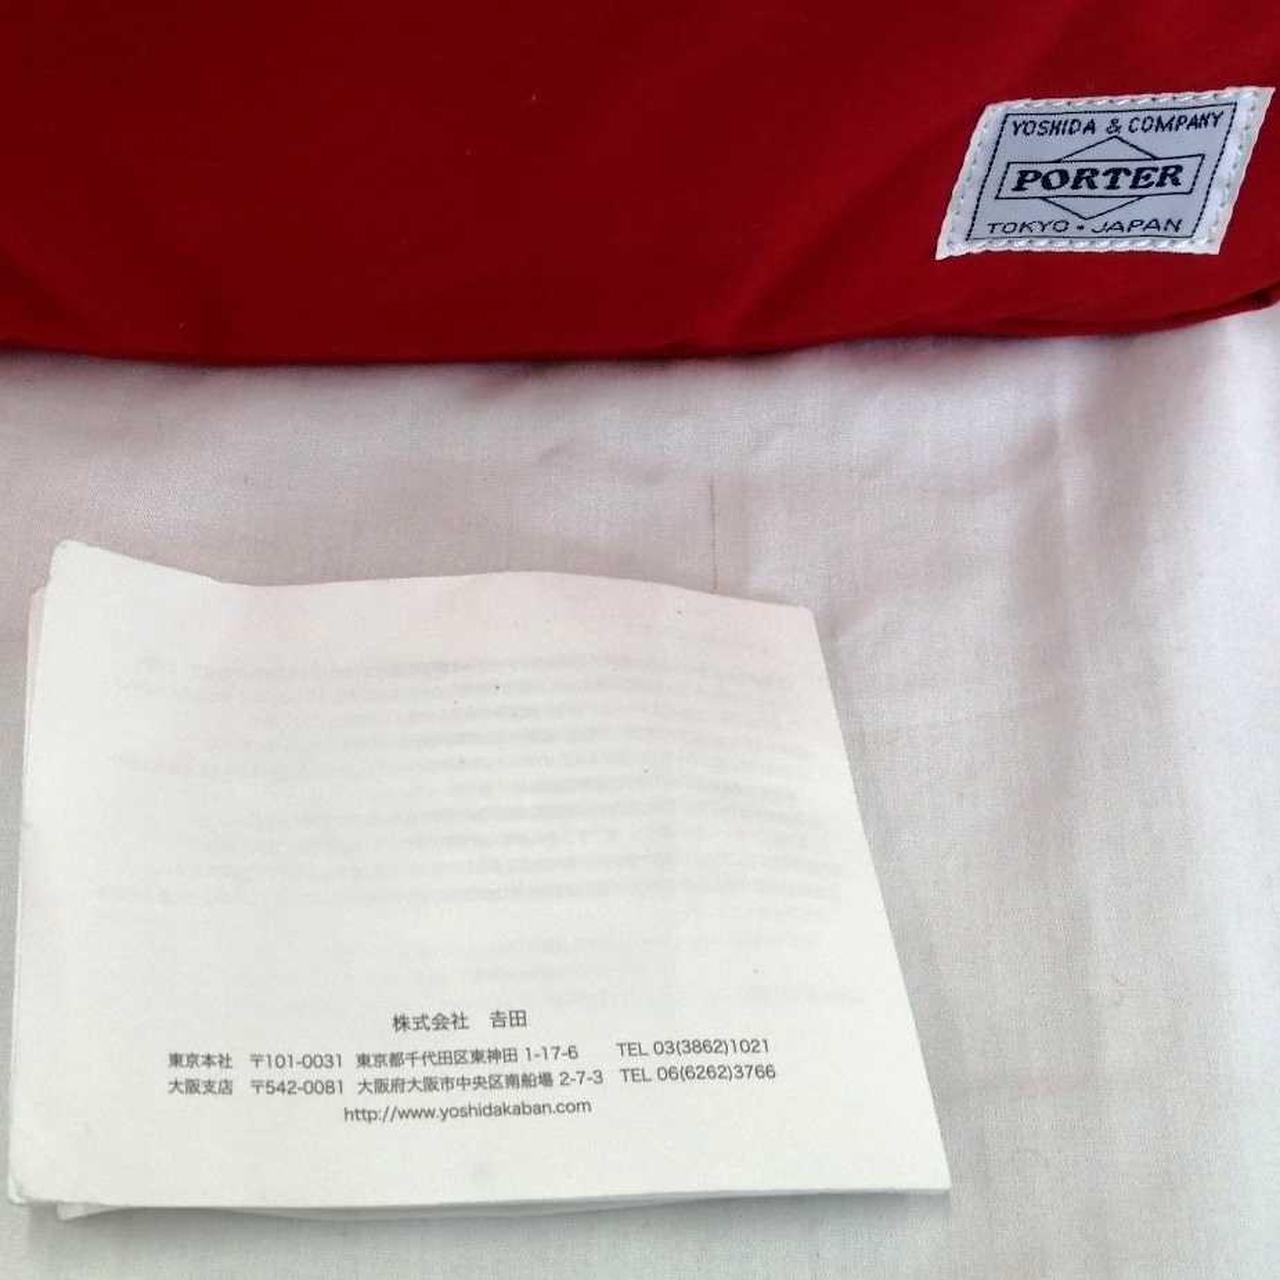 YOSHIDA & COMPANY
PORTER
TOKYO • JAPAN
株式会社 𠮷田
東京本社 〒101-0031 東京都千代田区東神田 1-17-6 TEL 03(3862)1021
大阪支店 〒542-0081 大阪府大阪市中央区南船場 2-7-3 TEL 06(6262)3766
http://www.yoshidakaban.com